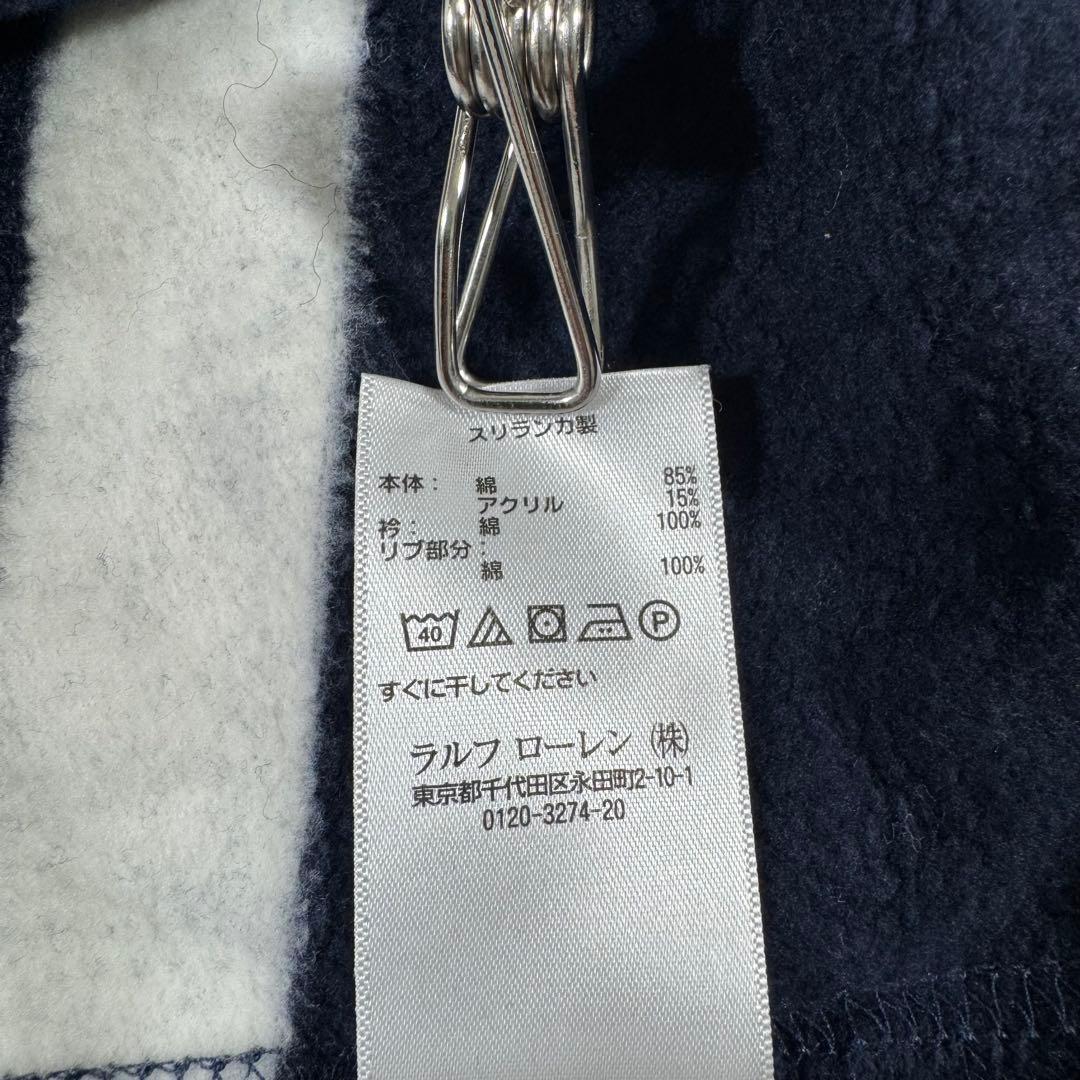 スリランカ製
本体： 綿 85%
アクリル 15%
衿： 綿 100%
リブ部分：
綿 100%
40 P
すぐに干してください
ラルフ ローレン（株）
東京都千代田区永田町2-10-1
0120-3274-20